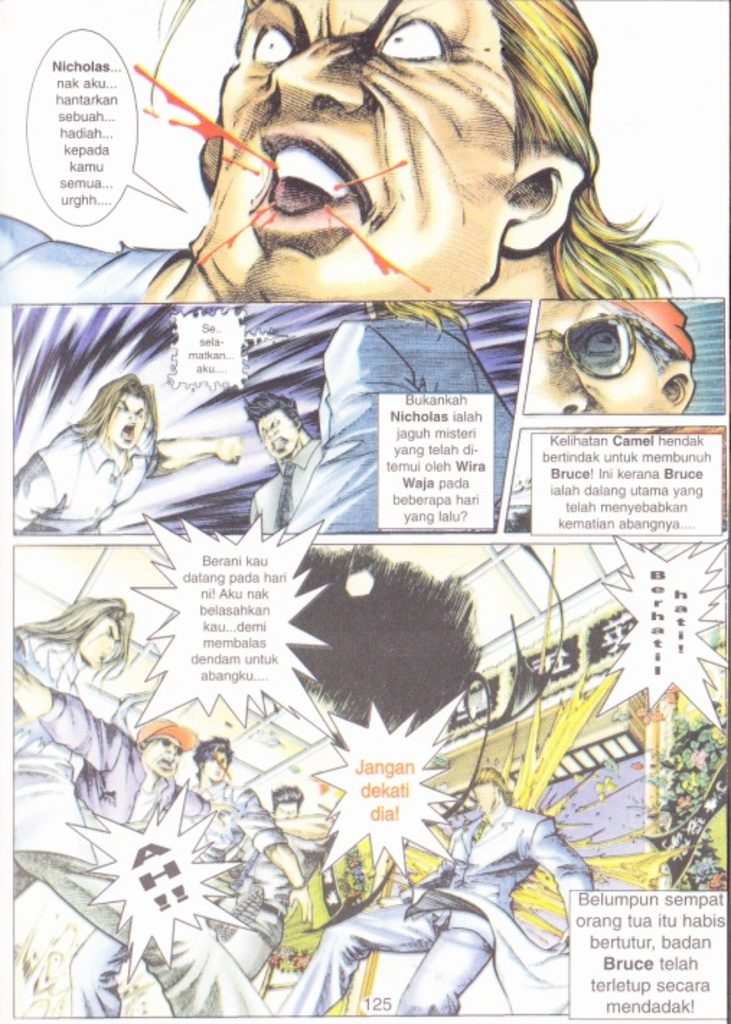 Nicholas...
nak aku...
hantarkan
sebuah...
hadiah...
kepada
kamu
semua...
urghh....
Se..
sela-
matkan...
aku....
Bukankah
Nicholas ialah
jaguh misteri
yang telah di-
temui oleh Wira
Waja pada
beberapa hari
yang lalu?
Kelihatan Camel hendak
bertindak untuk membunuh
Bruce! Ini kerana Bruce
ialah dalang utama yang
telah menyebabkan
kematian abangnya....
Berani kau
datang pada hari
ni! Aku nak
belasahkan
kau...demi
membalas
dendam untuk
abangku....
Berhati!
hati!
Jangan
dekati
dia!
AH!!
Belumpun sempat
orang tua itu habis
bertutur, badan
Bruce telah
terletup secara
mendadak!
125